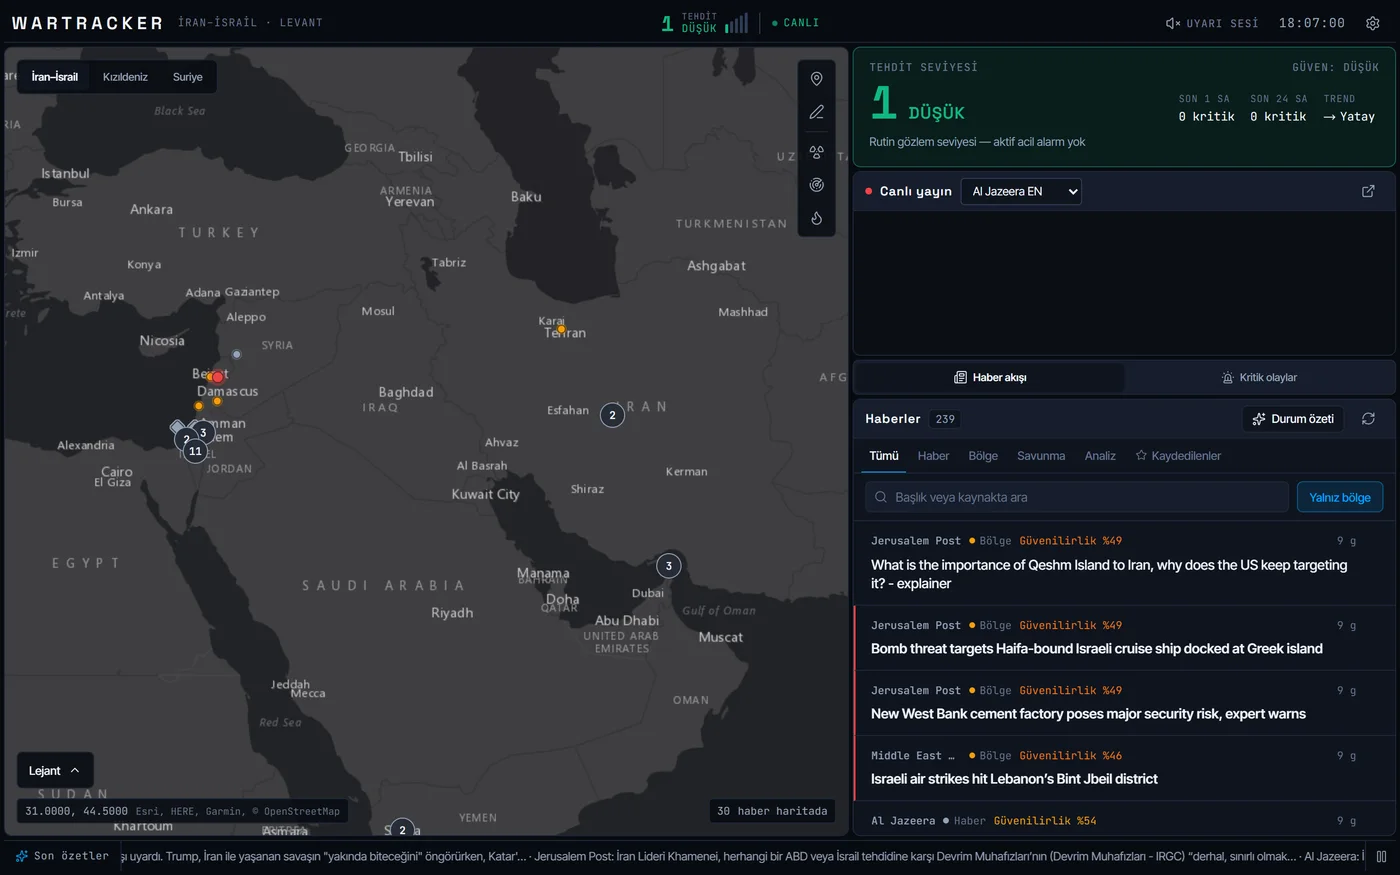 WARTRACKER
İRAN–İSRAİL · LEVANT
1 TEHDİT DÜŞÜK
CANLI
UYARI SESİ
18:07:00
İran–İsrail
Kızıldeniz
Suriye
Black Sea
GEORGIA
Tbilisi
Istanbul
Bursa
Ankara
ARMENIA
Yerevan
Baku
TURKEY
TURKMENISTAN
Izmir
Konya
Tabriz
Ashgabat
Antalya
Adana
Gaziantep
Aleppo
Mosul
Mashhad
Nicosia
SYRIA
Karaj
Damascus
Baghdad
IRAQ
Esfahan
2
3
2
11
Alexandria
JORDAN
Ahvaz
Cairo
El Giza
Al Basrah
Kerman
Kuwait City
Shiraz
EGYPT
3
Manama
BAHRAIN
SAUDI ARABIA
Doha
QATAR
Dubai
Riyadh
Abu Dhabi
Gulf of Oman
UNITED ARAB
EMIRATES
Muscat
Jeddah
Mecca
OMAN
Red Sea
Lejant
SUDAN
31.0000, 44.5000 Esri, HERE, Garmin, © OpenStreetMap
30 haber haritada
Khartoum
Asmara
2
YEMEN
TEHDİT SEVİYESİ
GÜVEN: DÜŞÜK
1 DÜŞÜK
SON 1 SA
SON 24 SA
TREND
0 kritik
0 kritik
→ Yatay
Rutin gözlem seviyesi — aktif acil alarm yok
Canlı yayın
Al Jazeera EN
Haber akışı
Kritik olaylar
Haberler 239
Durum özeti
Tümü
Haber
Bölge
Savunma
Analiz
Kaydedilenler
Başlık veya kaynakta ara
Yalnız bölge
Jerusalem Post Bölge Güvenilirlik %49 9 g
What is the importance of Qeshm Island to Iran, why does the US keep targeting
it? - explainer
Jerusalem Post Bölge Güvenilirlik %49 9 g
Bomb threat targets Haifa-bound Israeli cruise ship docked at Greek island
Jerusalem Post Bölge Güvenilirlik %49 9 g
New West Bank cement factory poses major security risk, expert warns
Middle East … Bölge Güvenilirlik %46 9 g
Israeli air strikes hit Lebanon’s Bint Jbeil district
Al Jazeera Haber Güvenilirlik %54 9 g
Son özetler
uyardı. Trump, İran ile yaşanan savaşın "yakında biteceğini" öngörürken, Katar’... · Jerusalem Post: İran Lideri Khamenei, herhangi bir ABD veya İsrail tehdidine karşı Devrim Muhafızları’nın (Devrim Muhafızları - IRGC) “derhal, sınırlı olmak... · Al Jazeera: